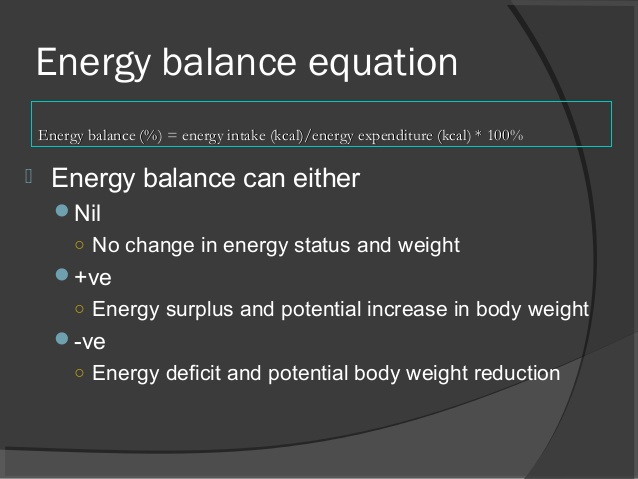 Energy balance equation
Energy balance (%) = energy intake (kcal)/energy expenditure (kcal) * 100%
Energy balance can either
Nil
No change in energy status and weight
+ve
Energy surplus and potential increase in body weight
-ve
Energy deficit and potential body weight reduction